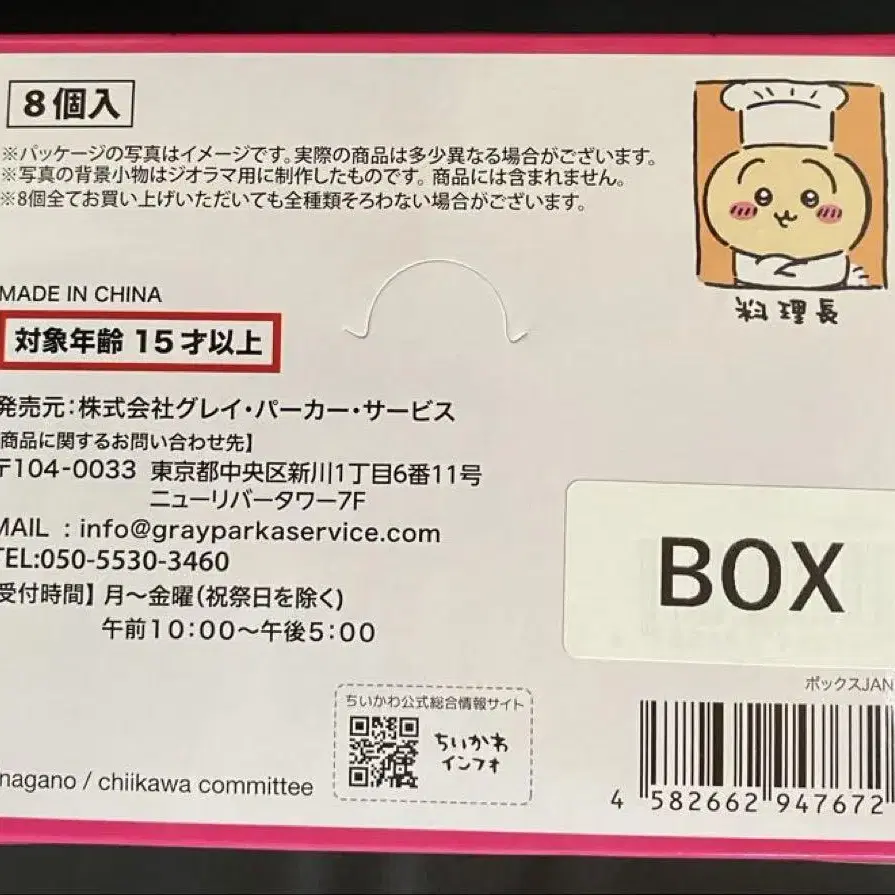 8個入
※パッケージの写真はイメージです。実際の商品は多少異なる場合がございます。
※写真の背景小物はジオラマ用に制作したものです。商品には含まれません。
※8個全てお買い上げいただいても全種類そろわない場合がございます。
料理長
MADE IN CHINA
対象年齢 15才以上
発売元:株式会社グレイ・パーカー・サービス
商品に関するお問い合わせ先】
〒104-0033 東京都中央区新川1丁目6番11号
ニューリバータワー7F
MAIL : info@grayparkaservice.com
TEL:050-5530-3460
受付時間】月〜金曜(祝祭日を除く)
午前10:00〜午後5:00
BOX
ボックスJAN
ちいかわ公式総合情報サイト
ちいかわ
インフォ
nagano / chiikawa committee
4 582662 947672